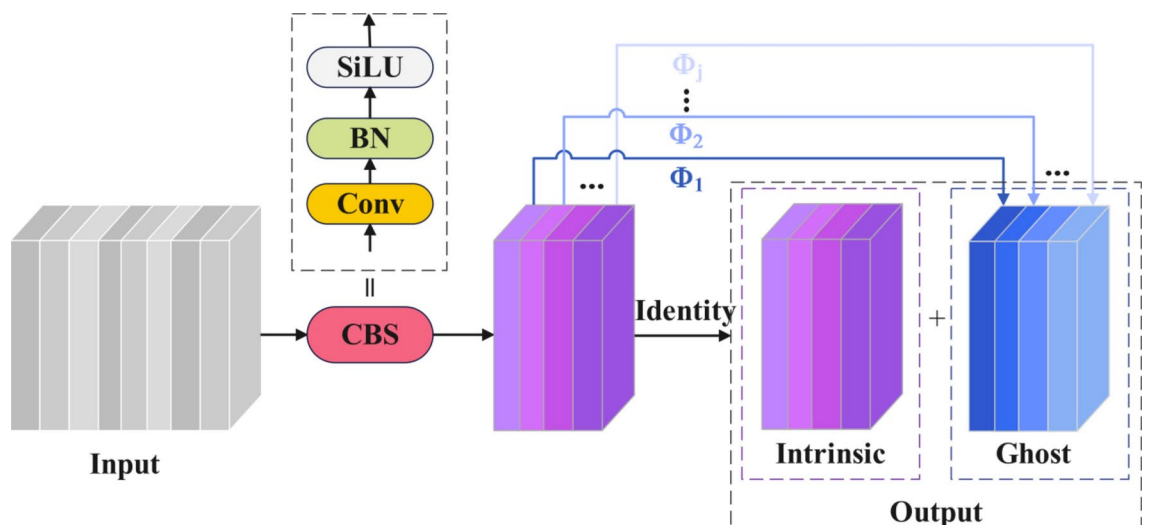 SiLU
BN
Conv
CBS
Input
Φj
Φ2
Φ1
...
...
...
Identity
+
Intrinsic
Ghost
Output